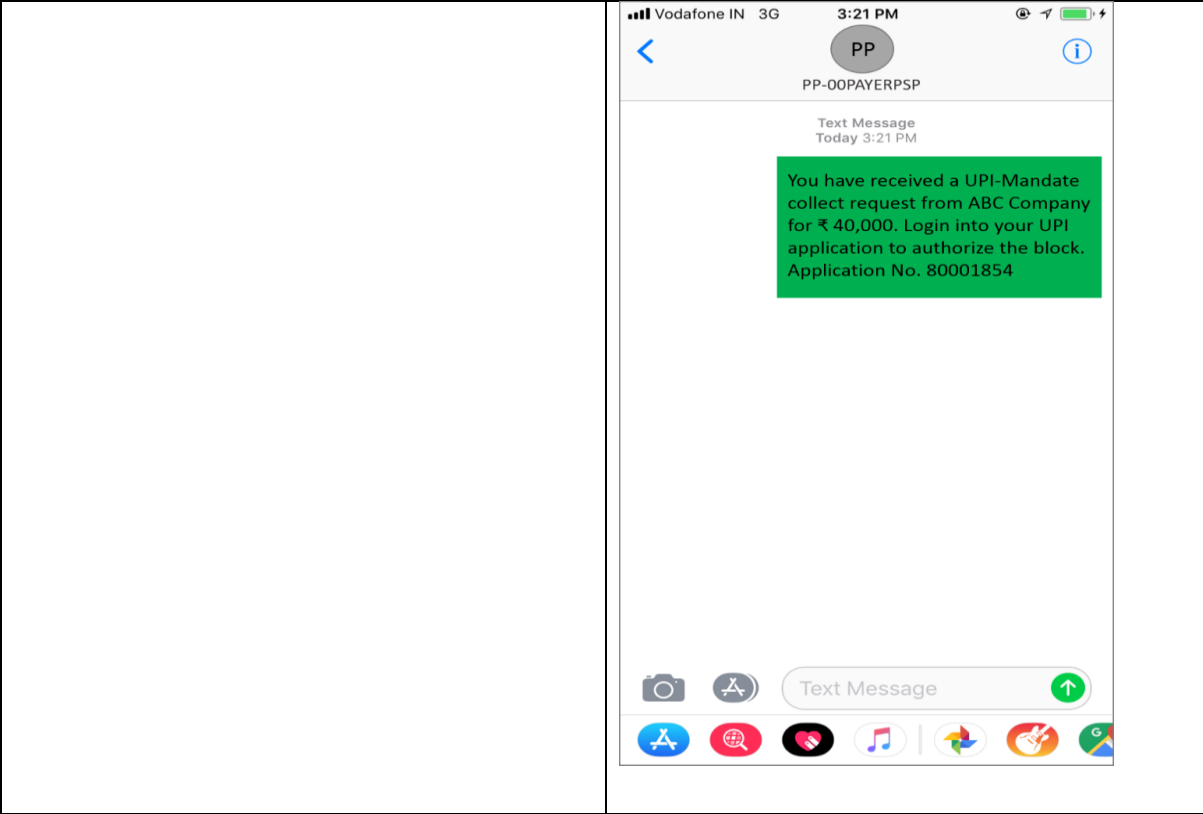 Vodafone IN 3G 3:21 PM
PP
PP-00PAYERPSP
Text Message
Today 3:21 PM
You have received a UPI-Mandate
collect request from ABC Company
for ₹ 40,000. Login into your UPI
application to authorize the block.
Application No. 80001854
Text Message
G